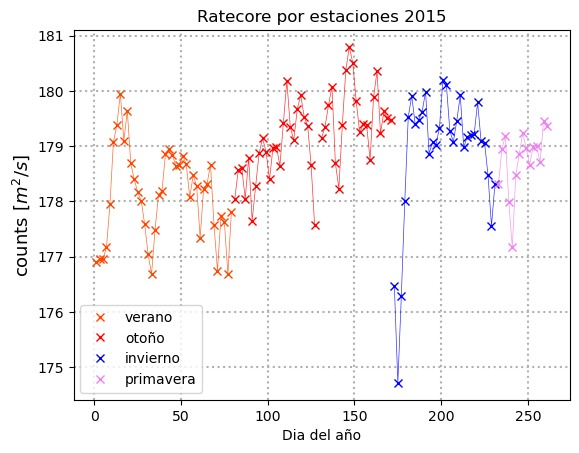 Ratecore por estaciones 2015
181
180
179
178
177
176
175
counts [m²/s]
verano
otoño
invierno
primavera
0 50 100 150 200 250
Dia del año